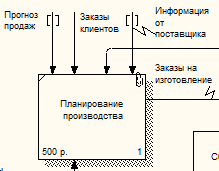 Прогноз
продаж
Заказы
клиентов
Информация
от
поставщика
Заказы на
изготовление
Планирование
производства
500 р.
1